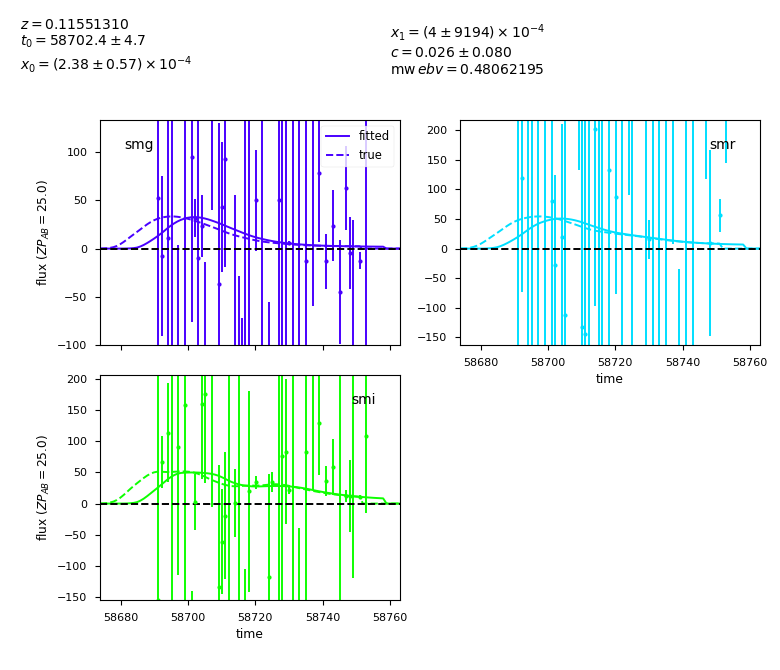 z = 0.11551310
t₀ = 58702.4 ± 4.7
x₀ = (2.38 ± 0.57) × 10⁻⁴
x₁ = (4 ± 9194) × 10⁻⁴
c = 0.026 ± 0.080
mw ebv = 0.48062195
smg
fitted
true
100
50
0
−50
−100
flux (ZP_AB = 25.0)
smr
200
150
100
50
0
−50
−100
−150
58680 58700 58720 58740 58760
time
smi
200
150
100
50
0
−50
−100
−150
flux (ZP_AB = 25.0)
58680 58700 58720 58740 58760
time